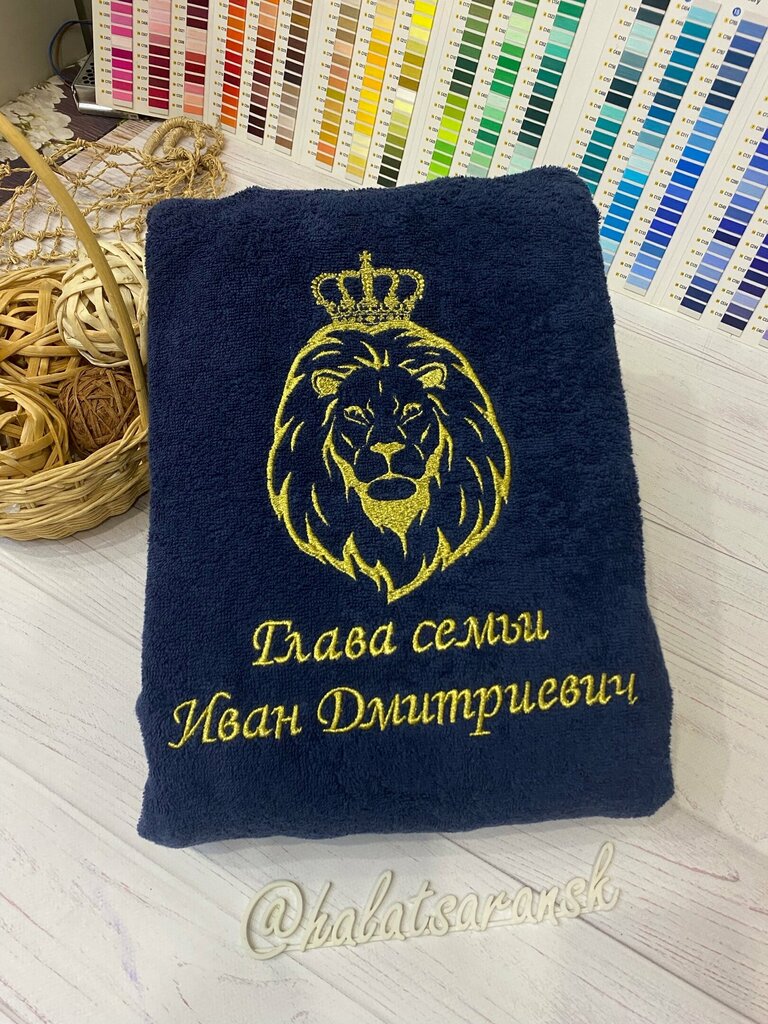 Глава семьи
Иван Дмитриевич
@halatsaransk